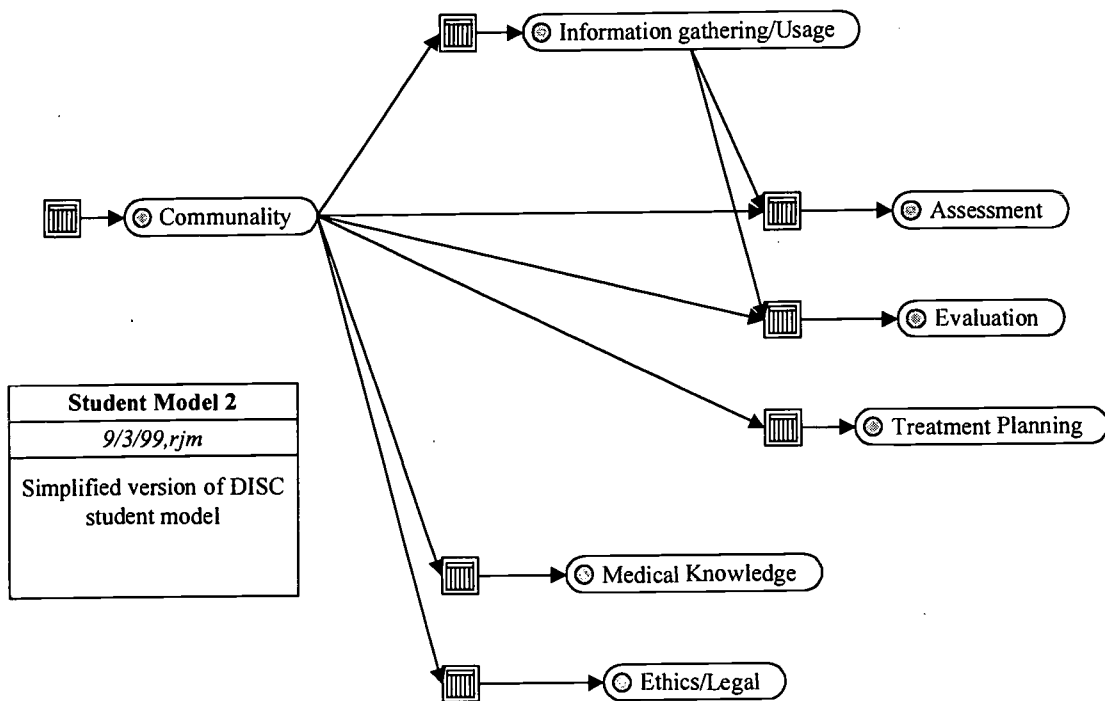 Information gathering/Usage
Communality
Assessment
Evaluation
Treatment Planning
Student Model 2
9/3/99,rjm
Simplified version of DISC
student model
Medical Knowledge
Ethics/Legal